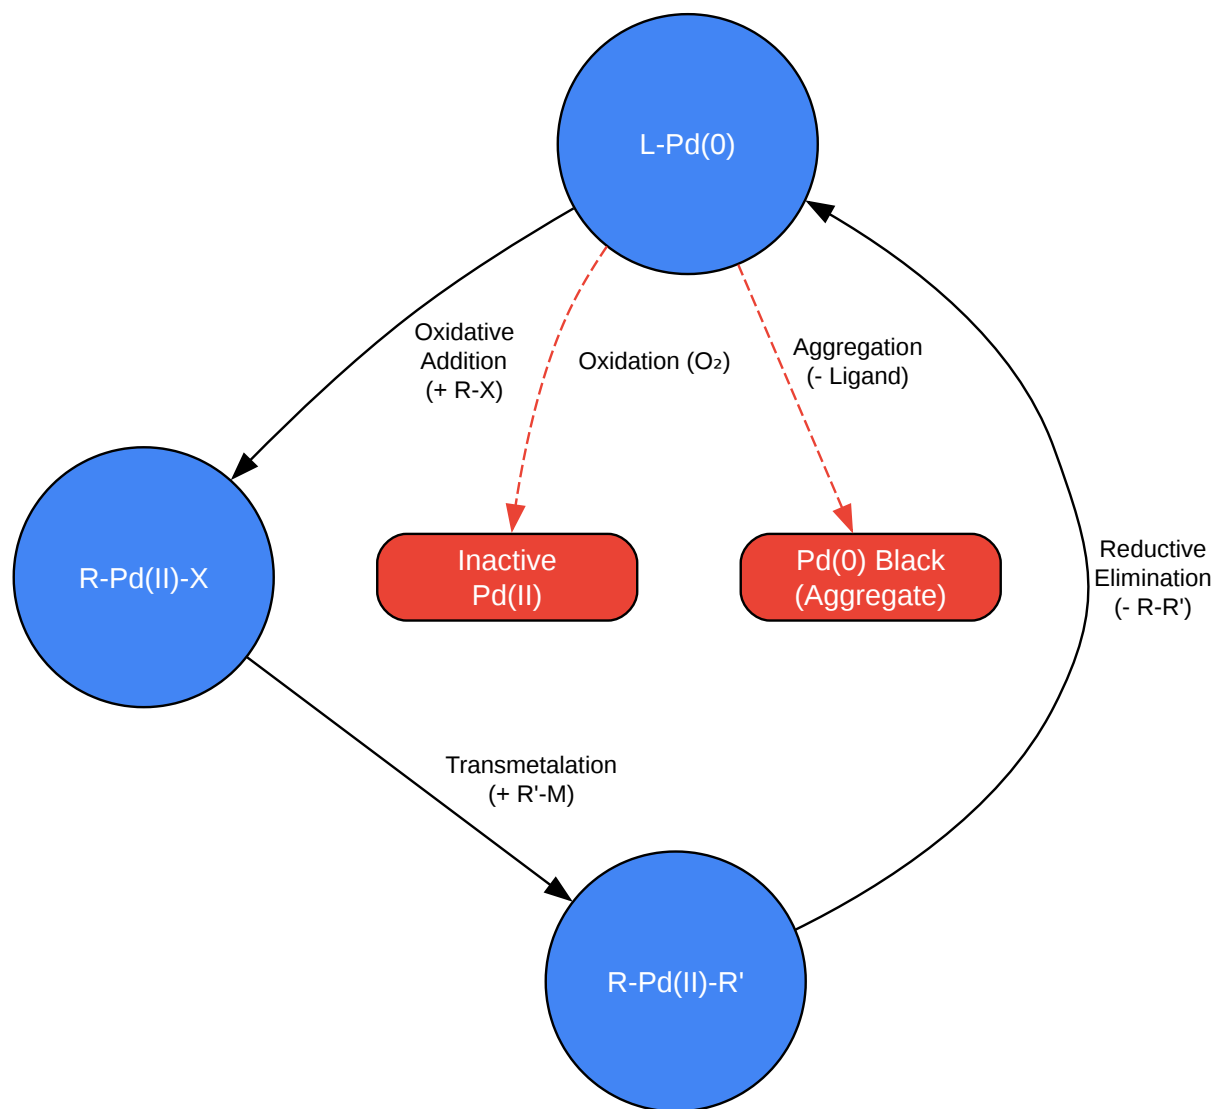 L-Pd(0)
Oxidative
Addition
(+ R-X)
Oxidation (O₂)
Aggregation
(- Ligand)
R-Pd(II)-X
Inactive
Pd(II)
Pd(0) Black
(Aggregate)
Reductive
Elimination
(- R-R')
Transmetalation
(+ R'-M)
R-Pd(II)-R'